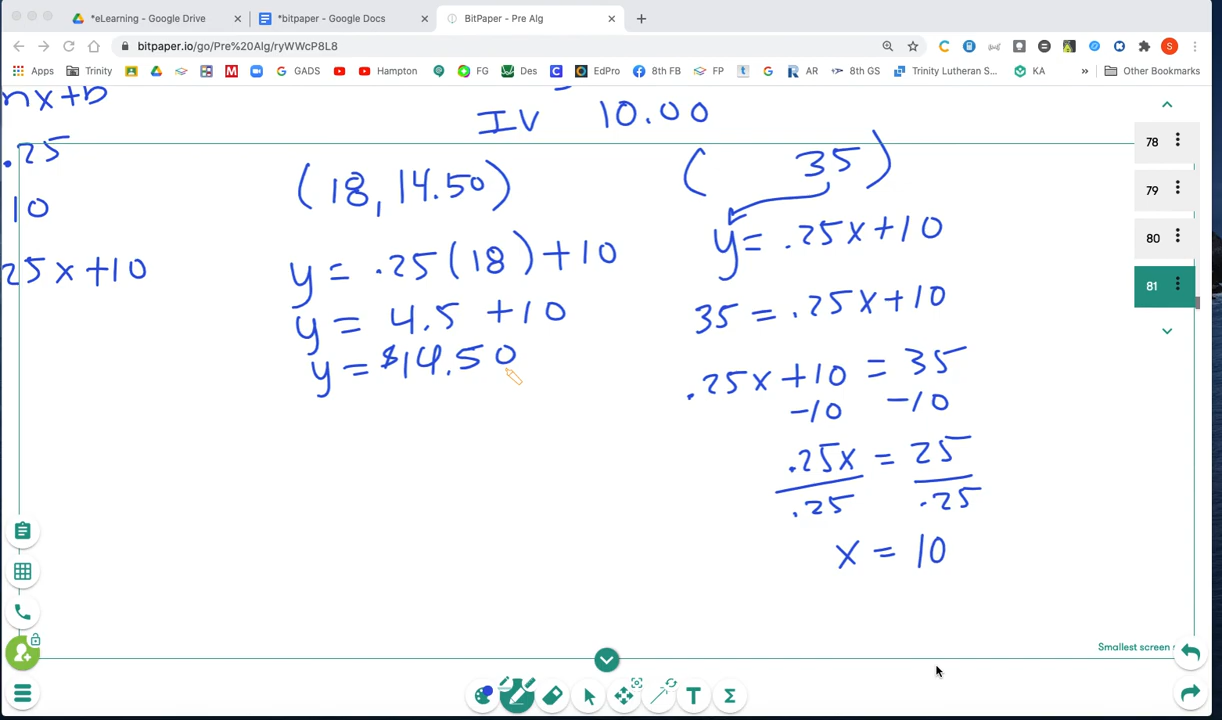 *eLearning - Google Drive
*bitpaper - Google Docs
BitPaper - Pre Alg
bitpaper.io/go/Pre%20Alg/ryWWcP8L8
Apps
Trinity
GADS
Hampton
FG
Des
EdPro
8th FB
FP
AR
8th GS
Trinity Lutheran S...
KA
»
Other Bookmarks
mx+b
.25
10
25x+10
IV 10.00
(18, 14.50)
y = .25(18)+10
y = 4.5 +10
y = $14.50
( 35)
y= .25x+10
35 = .25x+10
.25x+10 = 35
-10 -10
.25x = 25
.25 .25
x = 10
78
79
80
81
Smallest screen